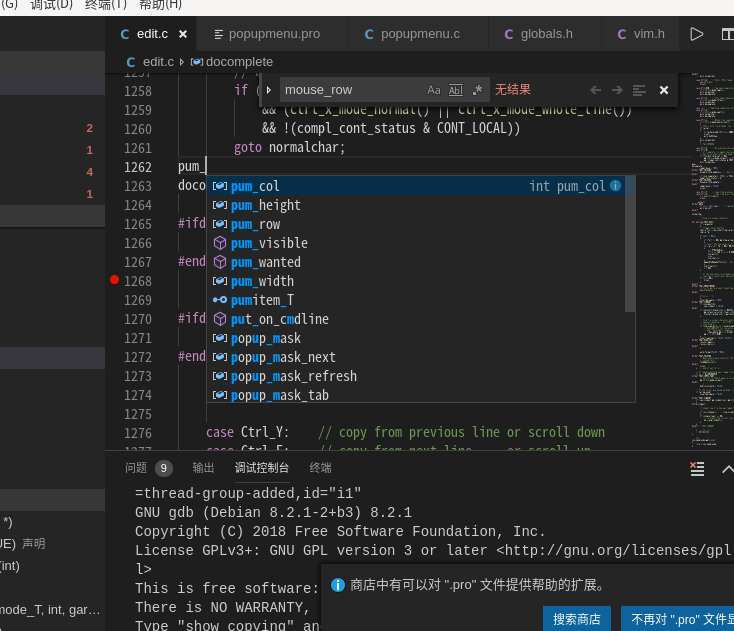 (G) 调试(D) 终端(T) 帮助(H)
edit.c
popupmenu.pro
popupmenu.c
globals.h
vim.h
edit.c docomplete
mouse_row
Aa Abl .* 无结果
1258 if (
1259 && (ctrl_x_mode_normal() || ctrl_x_mode_whole_line())
1260 && !(compl_cont_status & CONT_LOCAL))
1261 goto normalchar;
1262 pum_
1263 doco
1264
1265 #ifd
1266
1267 #end
1268
1269
1270 #ifd
1271
1272 #end
1273
1274
1275
1276 case Ctrl_Y: // copy from previous line or scroll down
1277 case Ctrl_E: // copy from next line or scroll up
pum_col int pum_col
pum_height
pum_row
pum_visible
pum_wanted
pum_width
pumitem_T
put_on_cmdline
popup_mask
popup_mask_next
popup_mask_refresh
popup_mask_tab
2
1
4
1
*)
UE) 声明
(int)
mode_T, int, gar…
问题 9 输出 调试控制台 终端
=thread-group-added,id="i1"
GNU gdb (Debian 8.2.1-2+b3) 8.2.1
Copyright (C) 2018 Free Software Foundation, Inc.
License GPLv3+: GNU GPL version 3 or later <http://gnu.org/licenses/gpl
l>
This is free software:
There is NO WARRANTY,
Type "show copying" an
商店中有可以对 ".pro" 文件提供帮助的扩展。
搜索商店
不再对 ".pro" 文件显